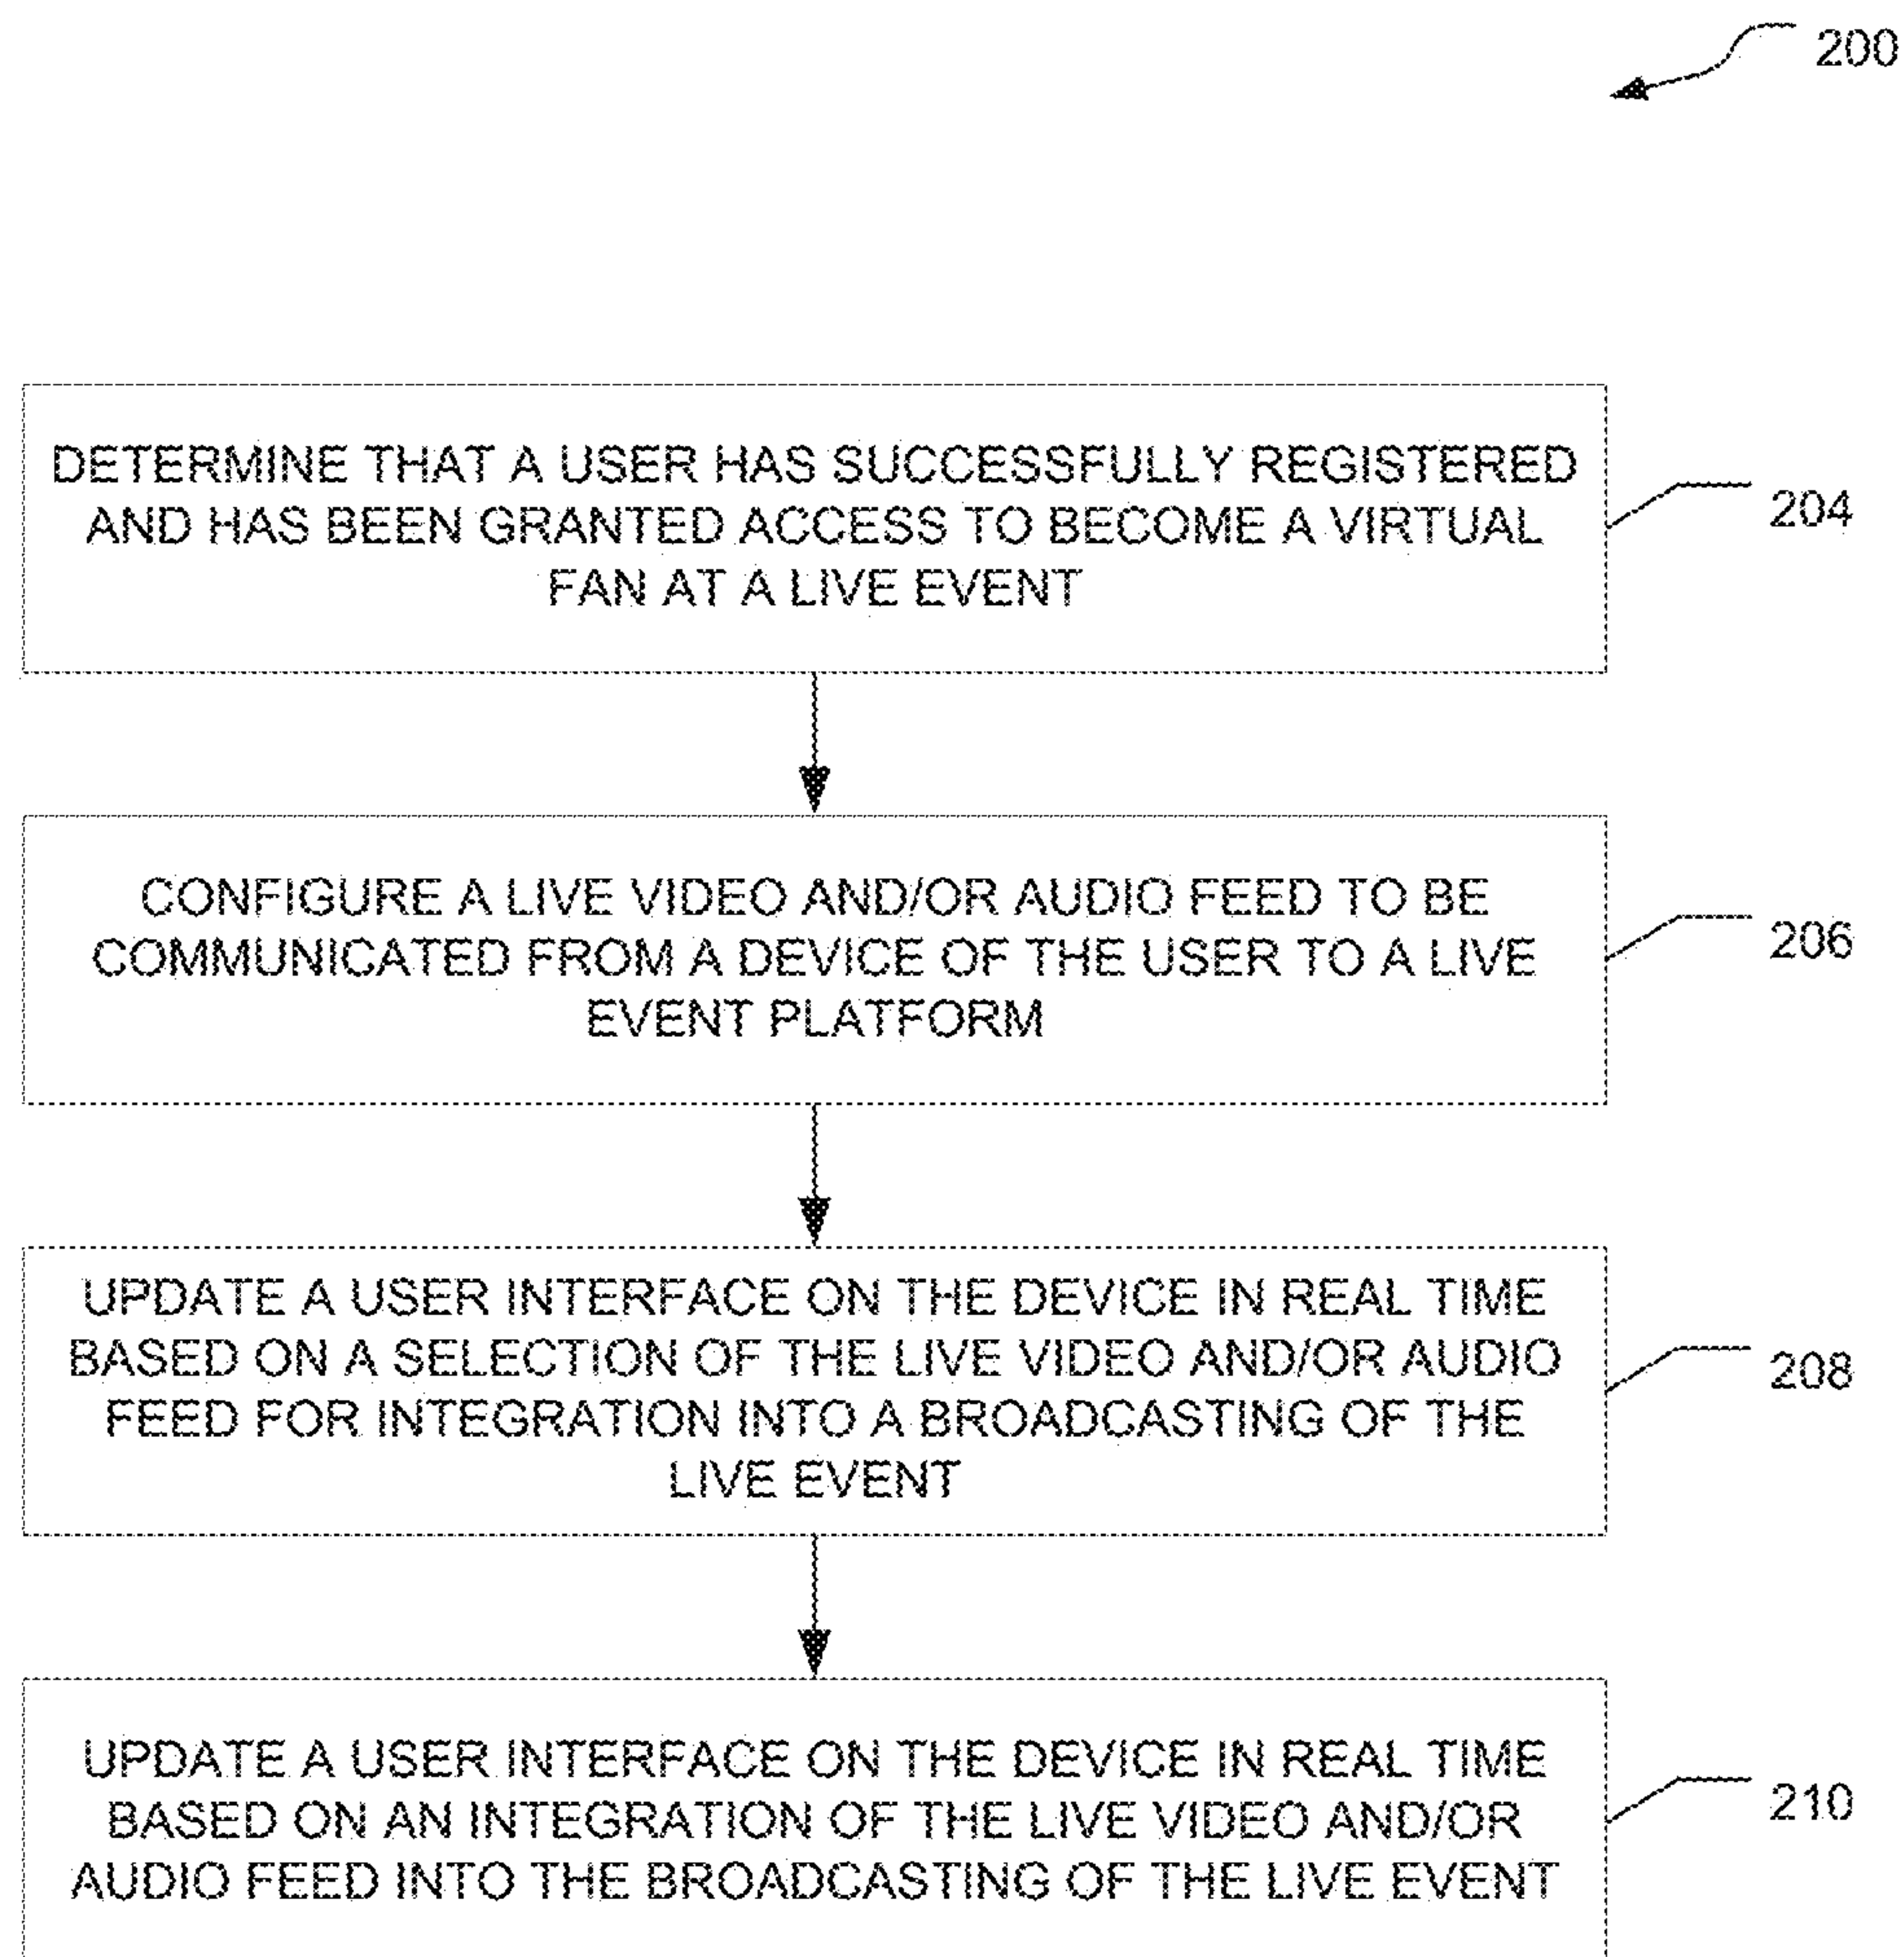 200
DETERMINE THAT A USER HAS SUCCESSFULLY REGISTERED
AND HAS BEEN GRANTED ACCESS TO BECOME A VIRTUAL
FAN AT A LIVE EVENT
204
CONFIGURE A LIVE VIDEO AND/OR AUDIO FEED TO BE
COMMUNICATED FROM A DEVICE OF THE USER TO A LIVE
EVENT PLATFORM
206
UPDATE A USER INTERFACE ON THE DEVICE IN REAL TIME
BASED ON A SELECTION OF THE LIVE VIDEO AND/OR AUDIO
FEED FOR INTEGRATION INTO A BROADCASTING OF THE
LIVE EVENT
208
UPDATE A USER INTERFACE ON THE DEVICE IN REAL TIME
BASED ON AN INTEGRATION OF THE LIVE VIDEO AND/OR
AUDIO FEED INTO THE BROADCASTING OF THE LIVE EVENT
210